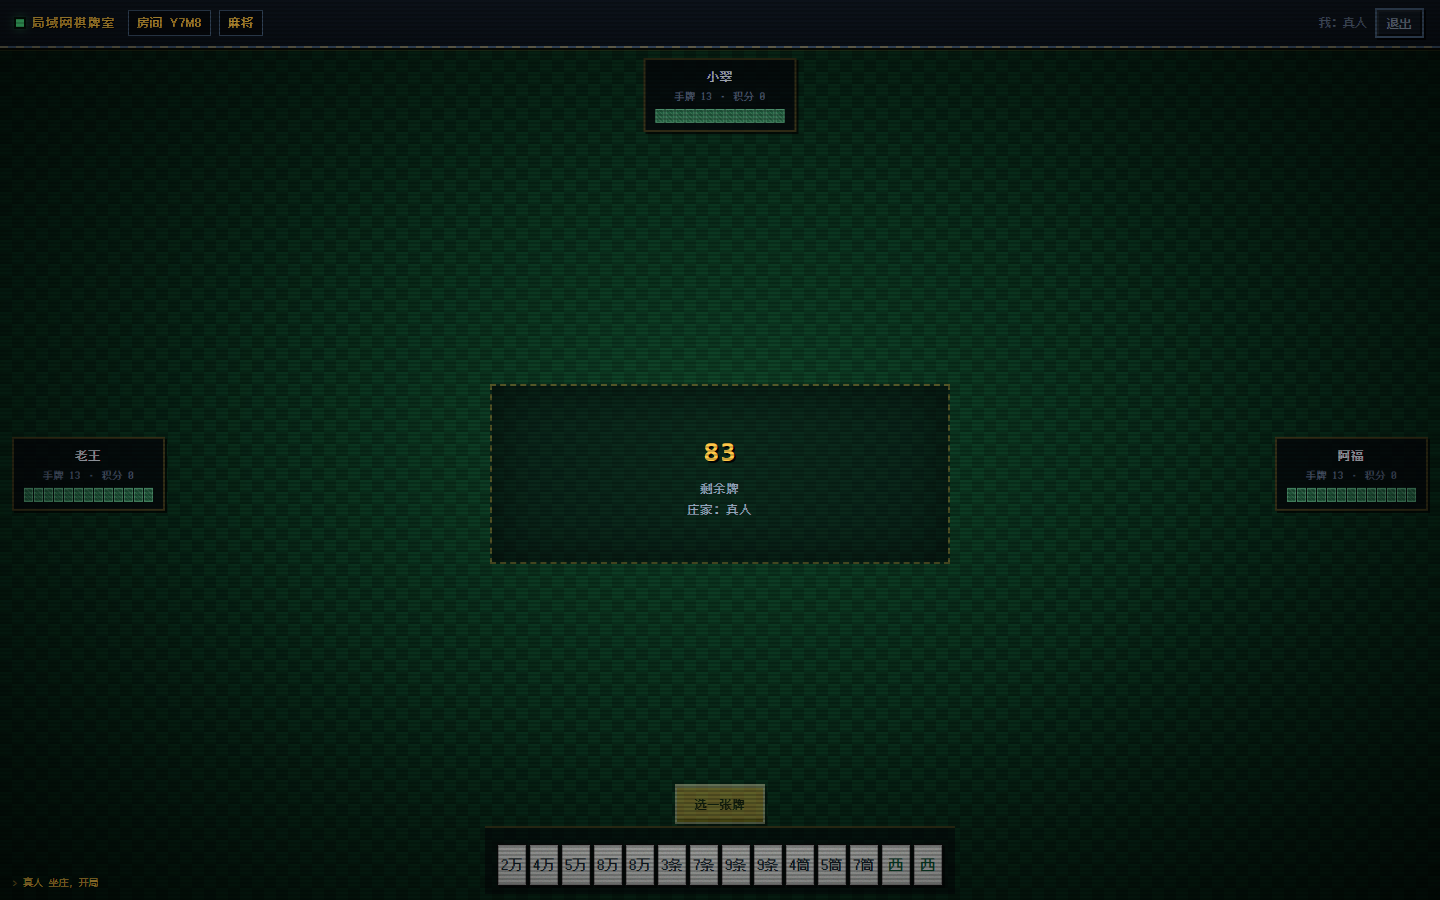 局域网棋牌室 房间 Y7M8 麻将 我: 真人 退出
小翠
手牌 13 · 积分 0
83
剩余牌
庄家: 真人
老王
手牌 13 · 积分 0
阿福
手牌 13 · 积分 0
选一张牌
2万 4万 5万 8万 8万 3条 7条 9条 9条 4筒 5筒 7筒 西 西
> 真人 坐庄, 开局